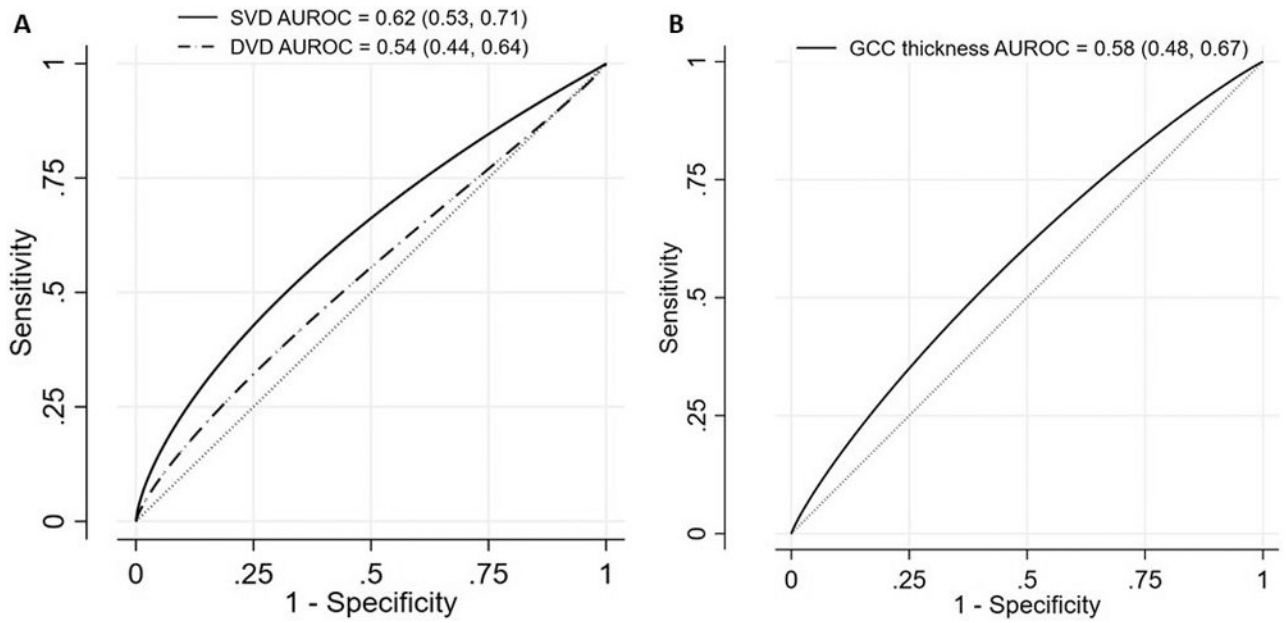 A
SVD AUROC = 0.62 (0.53, 0.71)
DVD AUROC = 0.54 (0.44, 0.64)
Sensitivity
1
.75
.5
.25
0
0 .25 .5 .75 1
1 - Specificity
B
GCC thickness AUROC = 0.58 (0.48, 0.67)
Sensitivity
1
.75
.5
.25
0
0 .25 .5 .75 1
1 - Specificity